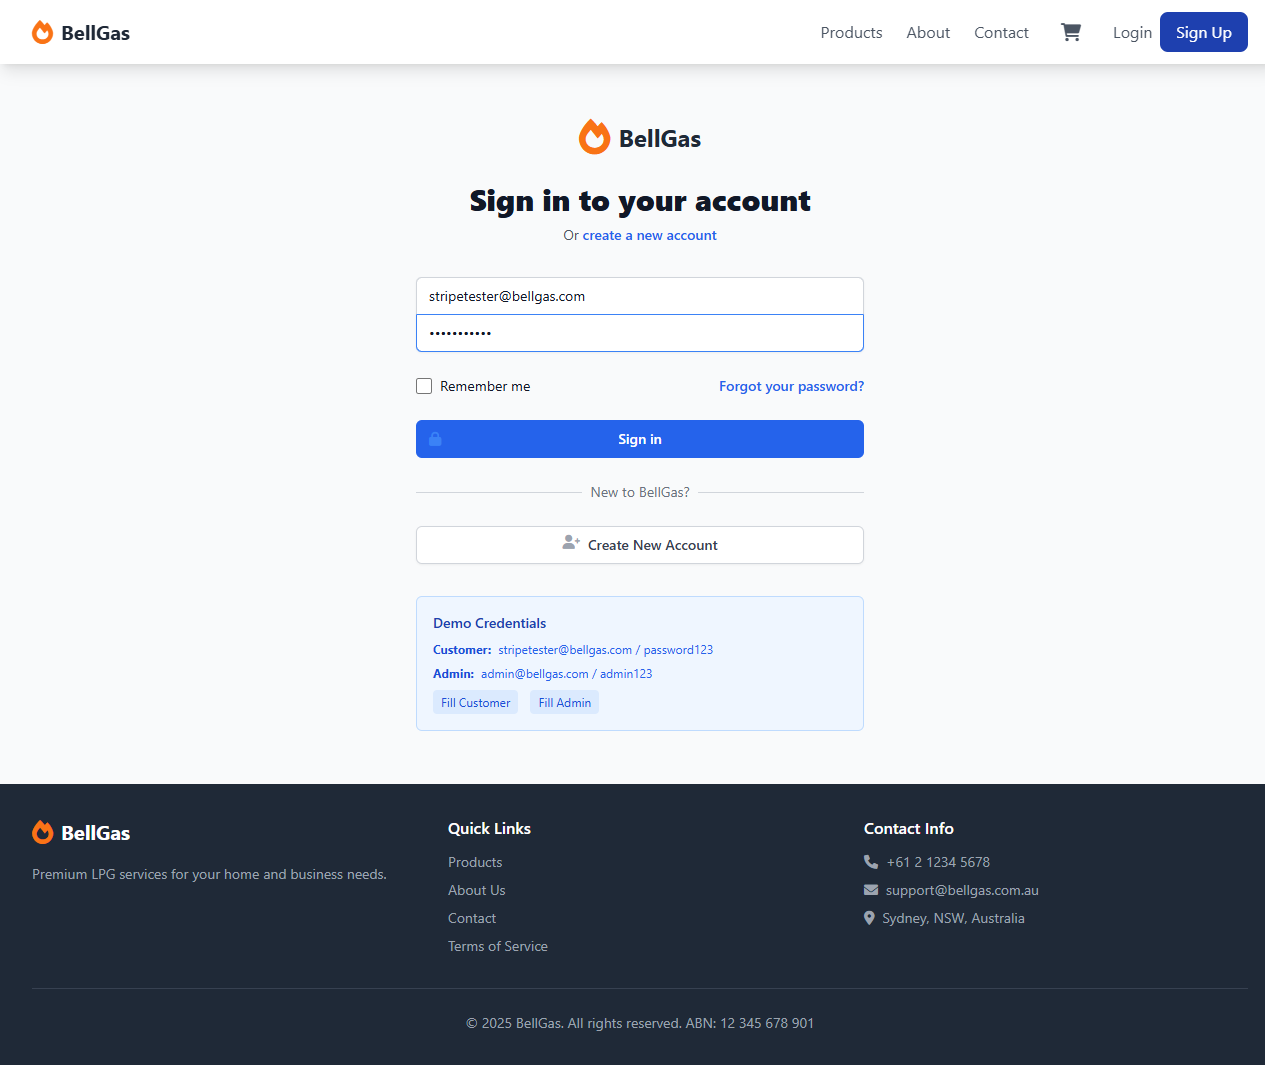 BellGas
Products About Contact Login Sign Up
BellGas
Sign in to your account
Or create a new account
stripetester@bellgas.com
•••••••••••
Remember me Forgot your password?
Sign in
New to BellGas?
Create New Account
Demo Credentials
Customer: stripetester@bellgas.com / password123
Admin: admin@bellgas.com / admin123
Fill Customer Fill Admin
BellGas
Premium LPG services for your home and business needs.
Quick Links
Products
About Us
Contact
Terms of Service
Contact Info
+61 2 1234 5678
support@bellgas.com.au
Sydney, NSW, Australia
© 2025 BellGas. All rights reserved. ABN: 12 345 678 901